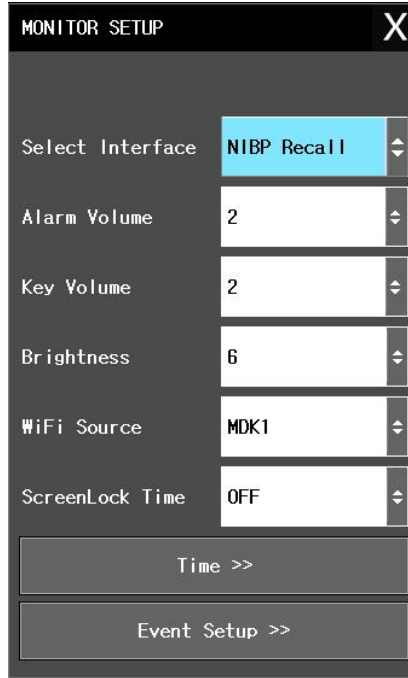 MONITOR SETUP X
Select Interface NIBP Recall
Alarm Volume 2
Key Volume 2
Brightness 6
WiFi Source MDK1
ScreenLock Time OFF
Time >>
Event Setup >>